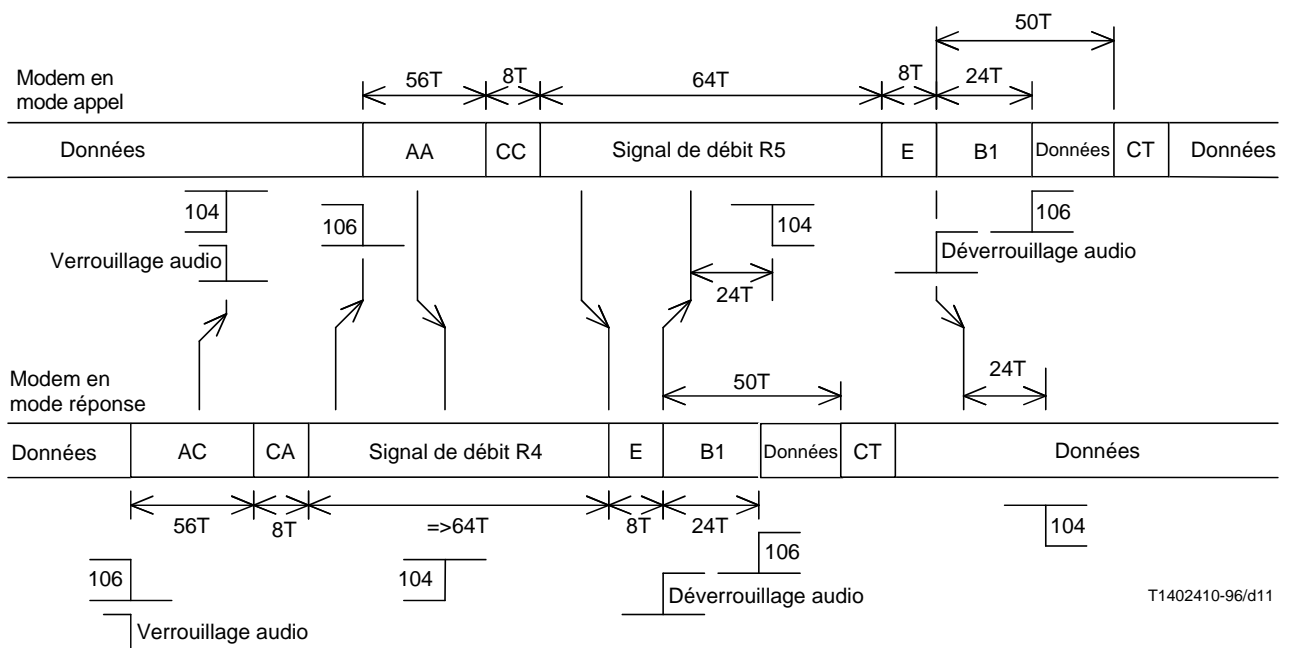 50T
Modem en
mode appel
56T
8T
64T
8T
24T
Données
AA
CC
Signal de débit R5
E
B1
Données
CT
Données
104
106
104
106
Verrouillage audio
Déverrouillage audio
24T
Modem en
mode réponse
50T
24T
Données
AC
CA
Signal de débit R4
E
B1
Données
CT
Données
56T
8T
=>64T
8T
24T
106
104
106
104
Déverrouillage audio
T1402410-96/d11
Verrouillage audio